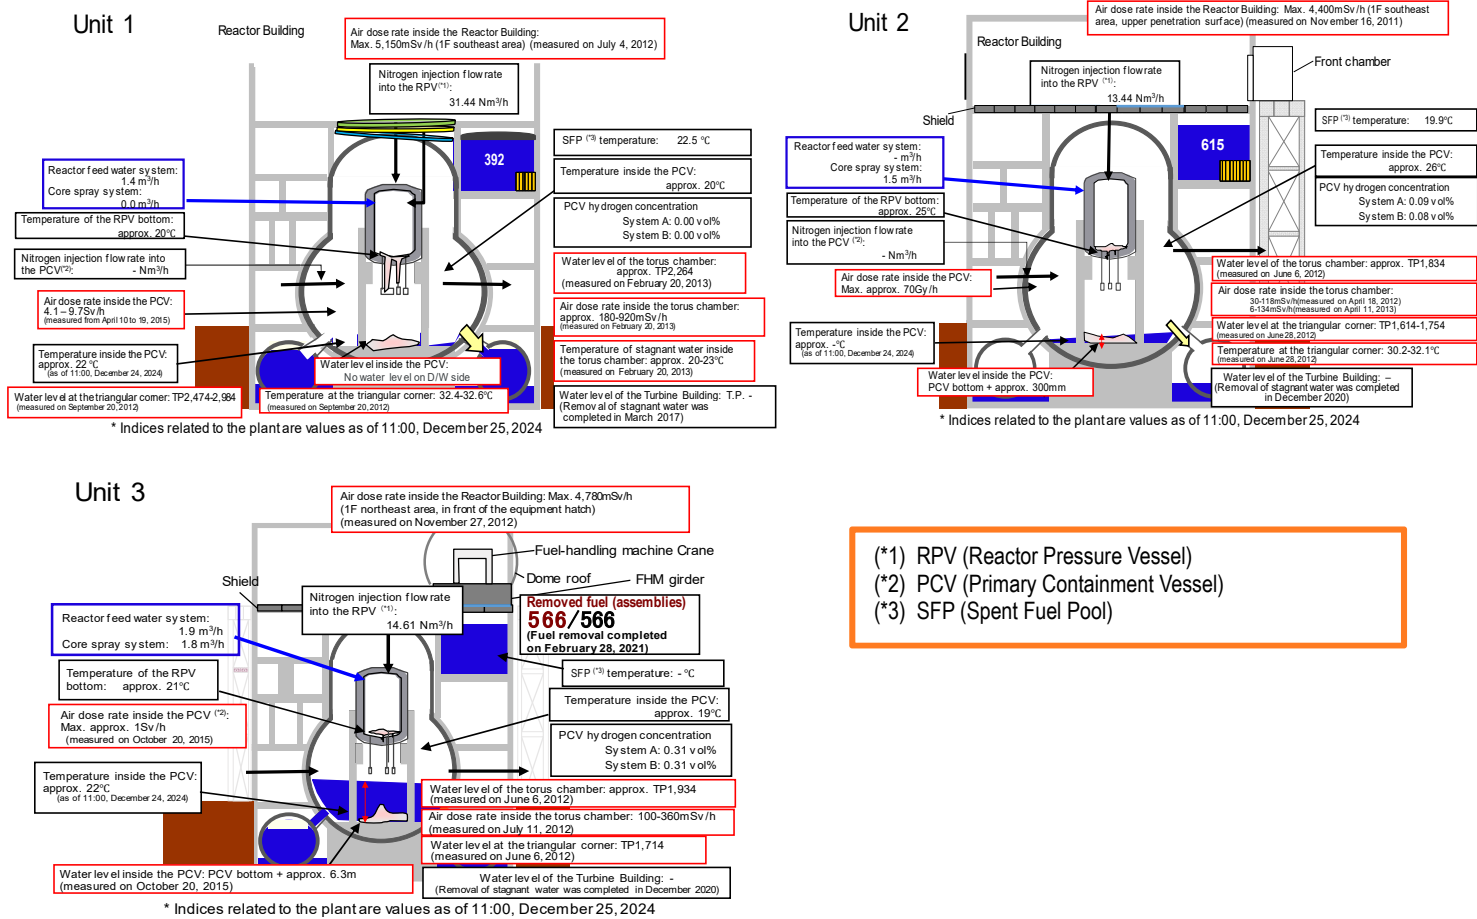 Unit 1
Reactor Building
Air dose rate inside the Reactor Building:
Max. 5,150mSv/h (1F southeast area) (measured on July 4, 2012)
Nitrogen injection flow rate
into the RPV(*1):
31.44 Nm³/h
392
SFP (*3) temperature: 22.5 ℃
Reactor feed water system:
1.4 m³/h
Core spray system:
0.0 m³/h
Temperature inside the PCV:
approx. 20℃
PCV hydrogen concentration
System A: 0.00 vol%
System B: 0.00 vol%
Temperature of the RPV bottom:
approx. 20℃
Nitrogen injection flow rate into
the PCV(*2): - Nm³/h
Water level of the torus chamber:
approx. TP2,264
(measured on February 20, 2013)
Air dose rate inside the PCV:
4.1 – 9.7Sv/h
(measured from April 10 to 19, 2015)
Air dose rate inside the torus chamber:
approx. 180-920mSv/h
(measured on February 20, 2013)
Temperature inside the PCV:
approx. 22 ℃
(as of 11:00, December 24, 2024)
Temperature of stagnant water inside
the torus chamber: approx. 20-23℃
(measured on February 20, 2013)
Water level inside the PCV:
No water level on D/W side
Water level at the triangular corner: TP2,474-2,984
(measured on September 20, 2012)
Temperature at the triangular corner: 32.4-32.6℃
(measured on September 20, 2012)
Water level of the Turbine Building: T.P. -
(Removal of stagnant water was
completed in March 2017)
* Indices related to the plant are values as of 11:00, December 25, 2024
Unit 2
Reactor Building
Air dose rate inside the Reactor Building: Max. 4,400mSv/h (1F southeast
area, upper penetration surface) (measured on November 16, 2011)
Front chamber
Nitrogen injection flow rate
into the RPV (*1):
13.44 Nm³/h
Shield
615
SFP (*3) temperature: 19.9℃
Reactor feed water system:
- m³/h
Core spray system:
1.5 m³/h
Temperature inside the PCV:
approx. 26℃
PCV hydrogen concentration
System A: 0.09 vol%
System B: 0.08 vol%
Temperature of the RPV bottom:
approx. 25℃
Nitrogen injection flow rate
into the PCV (*2):
- Nm³/h
Air dose rate inside the PCV:
Max. approx. 70Gy/h
Water level of the torus chamber: approx. TP1,834
(measured on June 6, 2012)
Air dose rate inside the torus chamber:
30-118mSv/h(measured on April 18, 2012)
6-134mSv/h(measured on April 11, 2013)
Water level at the triangular corner: TP1,614-1,754
(measured on June 28, 2012)
Temperature at the triangular corner: 30.2-32.1℃
(measured on June 28, 2012)
Temperature inside the PCV:
approx. -℃
(as of 11:00, December 24, 2024)
Water level inside the PCV:
PCV bottom + approx. 300mm
Water level of the Turbine Building: –
(Removal of stagnant water was completed
in December 2020)
* Indices related to the plant are values as of 11:00, December 25, 2024
Unit 3
Air dose rate inside the Reactor Building: Max. 4,780mSv/h
(1F northeast area, in front of the equipment hatch)
(measured on November 27, 2012)
Fuel-handling machine Crane
Dome roof
FHM girder
Shield
Nitrogen injection flow rate
into the RPV (*1):
14.61 Nm³/h
Removed fuel (assemblies)
566/566
(Fuel removal completed
on February 28, 2021)
Reactor feed water system:
1.9 m³/h
Core spray system: 1.8 m³/h
SFP (*3) temperature: - ℃
Temperature of the RPV
bottom: approx. 21℃
Temperature inside the PCV:
approx. 19℃
Air dose rate inside the PCV (*2):
Max. approx. 1Sv/h
(measured on October 20, 2015)
PCV hydrogen concentration
System A: 0.31 vol%
System B: 0.31 vol%
Temperature inside the PCV:
approx. 22℃
(as of 11:00, December 24, 2024)
Water level of the torus chamber: approx. TP1,934
(measured on June 6, 2012)
Air dose rate inside the torus chamber: 100-360mSv/h
(measured on July 11, 2012)
Water level at the triangular corner: TP1,714
(measured on June 6, 2012)
Water level inside the PCV: PCV bottom + approx. 6.3m
(measured on October 20, 2015)
Water level of the Turbine Building: -
(Removal of stagnant water was completed in December 2020)
* Indices related to the plant are values as of 11:00, December 25, 2024
(*1) RPV (Reactor Pressure Vessel)
(*2) PCV (Primary Containment Vessel)
(*3) SFP (Spent Fuel Pool)